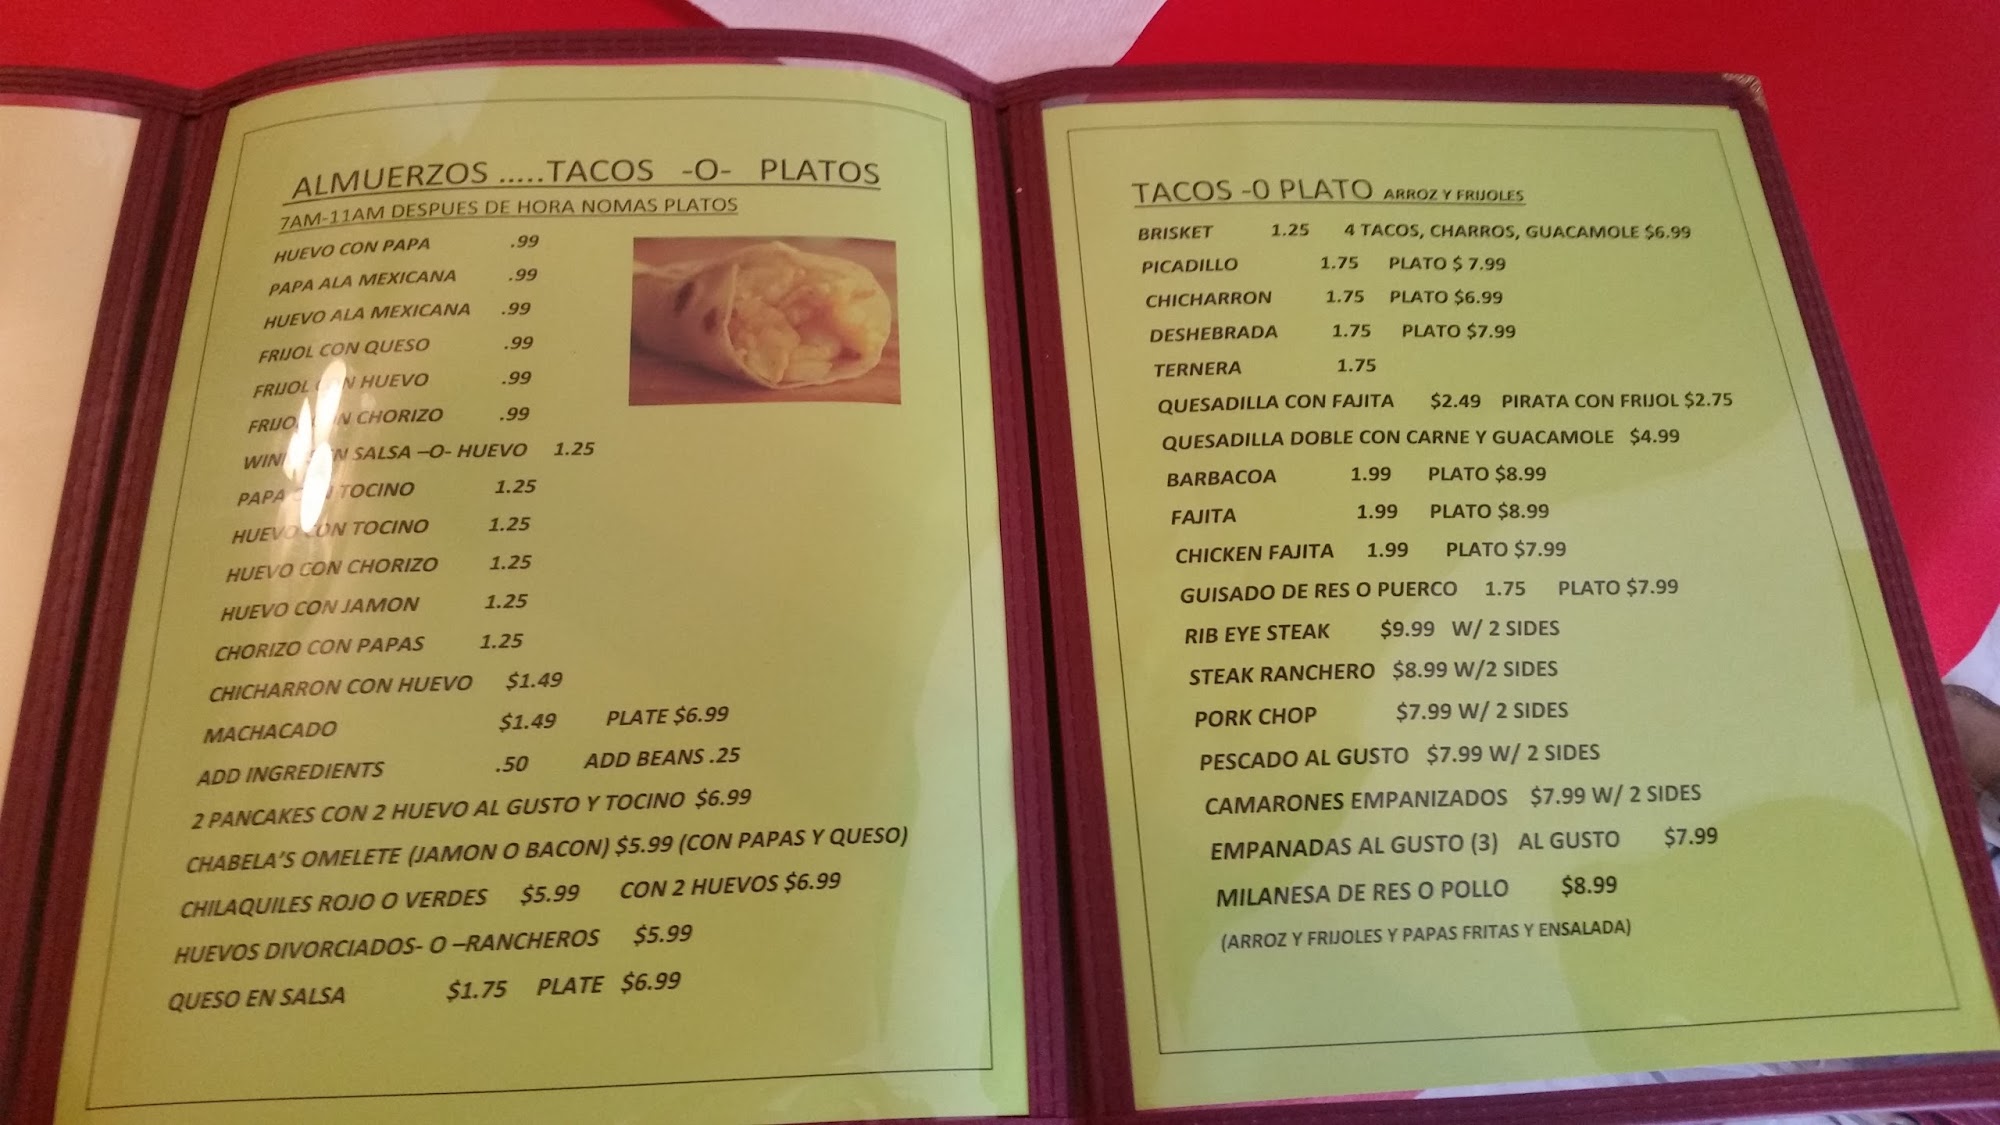 ALMUERZOS .....TACOS -O- PLATOS
7AM-11AM DESPUES DE HORA NOMAS PLATOS
HUEVO CON PAPA .99
PAPA ALA MEXICANA .99
HUEVO ALA MEXICANA .99
FRIJOL CON QUESO .99
FRIJOL CON HUEVO .99
FRIJOL CON CHORIZO .99
EN SALSA –O- HUEVO 1.25
PAPA CON TOCINO 1.25
HUEVO CON TOCINO 1.25
HUEVO CON CHORIZO 1.25
HUEVO CON JAMON 1.25
CHORIZO CON PAPAS 1.25
CHICHARRON CON HUEVO $1.49
MACHACADO $1.49 PLATE $6.99
ADD INGREDIENTS .50 ADD BEANS .25
2 PANCAKES CON 2 HUEVO AL GUSTO Y TOCINO $6.99
CHABELA'S OMELETE (JAMON O BACON) $5.99 (CON PAPAS Y QUESO)
CHILAQUILES ROJO O VERDES $5.99 CON 2 HUEVOS $6.99
HUEVOS DIVORCIADOS- O –RANCHEROS $5.99
QUESO EN SALSA $1.75 PLATE $6.99
TACOS -0 PLATO ARROZ Y FRIJOLES
BRISKET 1.25 4 TACOS, CHARROS, GUACAMOLE $6.99
PICADILLO 1.75 PLATO $ 7.99
CHICHARRON 1.75 PLATO $6.99
DESHEBRADA 1.75 PLATO $7.99
TERNERA 1.75
QUESADILLA CON FAJITA $2.49 PIRATA CON FRIJOL $2.75
QUESADILLA DOBLE CON CARNE Y GUACAMOLE $4.99
BARBACOA 1.99 PLATO $8.99
FAJITA 1.99 PLATO $8.99
CHICKEN FAJITA 1.99 PLATO $7.99
GUISADO DE RES O PUERCO 1.75 PLATO $7.99
RIB EYE STEAK $9.99 W/ 2 SIDES
STEAK RANCHERO $8.99 W/2 SIDES
PORK CHOP $7.99 W/ 2 SIDES
PESCADO AL GUSTO $7.99 W/ 2 SIDES
CAMARONES EMPANIZADOS $7.99 W/ 2 SIDES
EMPANADAS AL GUSTO (3) AL GUSTO $7.99
MILANESA DE RES O POLLO $8.99
(ARROZ Y FRIJOLES Y PAPAS FRITAS Y ENSALADA)